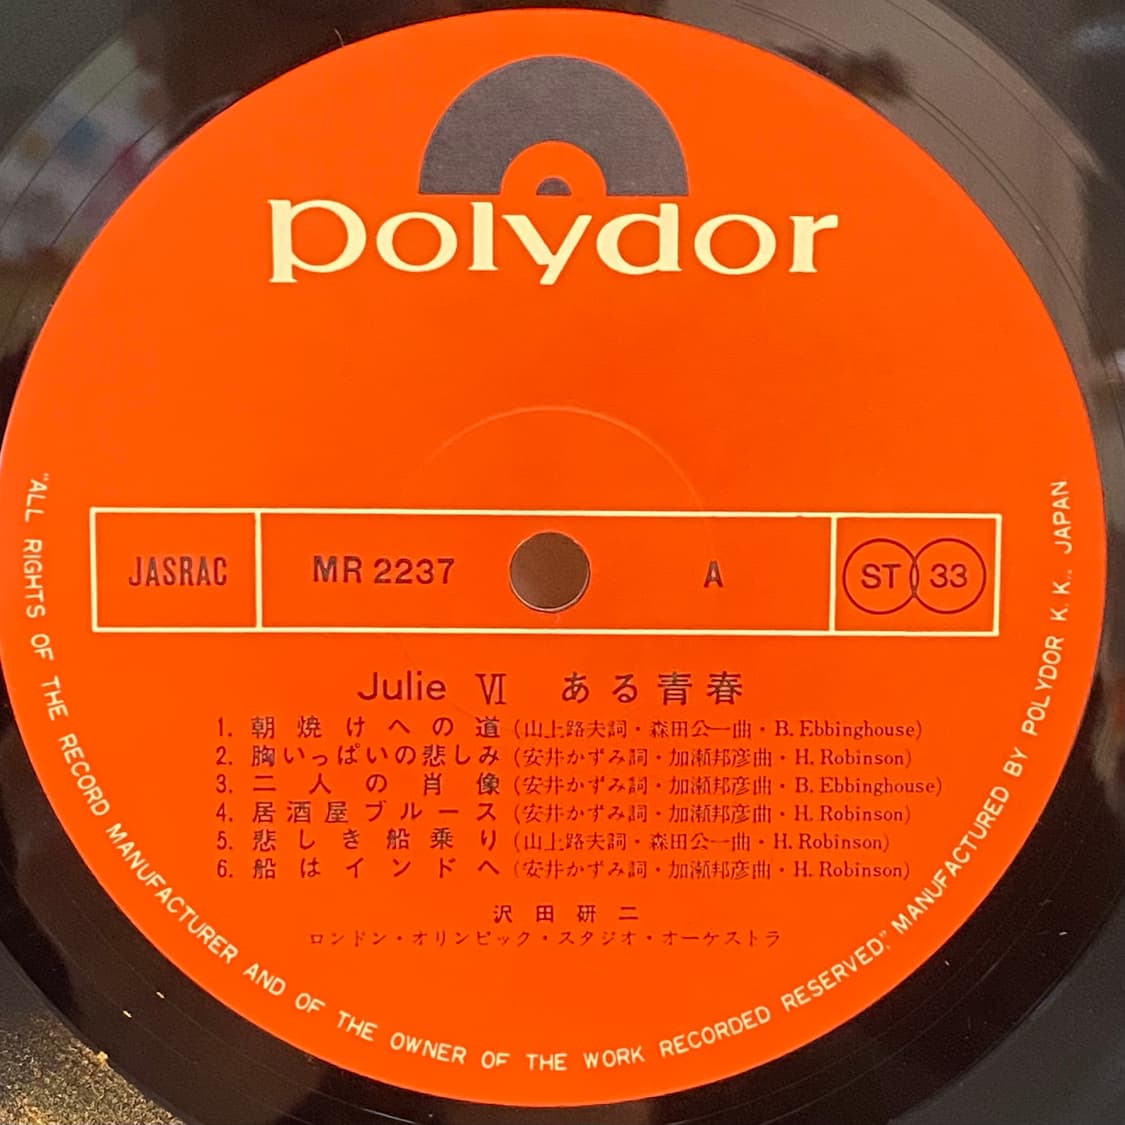 polydor
JASRAC
MR 2237
A
ST 33
Julie Ⅵ ある青春
1. 朝焼けへの道 (山上路夫詞・森田公一曲・B. Ebbinghouse)
2. 胸いっぱいの悲しみ (安井かずみ詞・加瀬邦彦曲・H. Robinson)
3. 二人の肖像 (安井かずみ詞・加瀬邦彦曲・B. Ebbinghouse)
4. 居酒屋ブルース (安井かずみ詞・加瀬邦彦曲・H. Robinson)
5. 悲しき船乗り (山上路夫詞・森田公一曲・H. Robinson)
6. 船はインドへ (安井かずみ詞・加瀬邦彦曲・H. Robinson)
沢田研二
ロンドン・オリンピック・スタジオ・オーケストラ
"ALL RIGHTS OF THE RECORD MANUFACTURER AND OF THE OWNER OF THE WORK RECORDED RESERVED," MANUFACTURED BY POLYDOR K. K., JAPAN